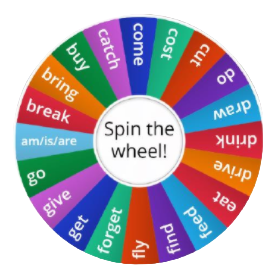 Spin the
wheel!
am/is/are
break
bring
buy
catch
come
cost
cut
do
draw
drink
drive
eat
feed
find
fly
forget
get
give
go